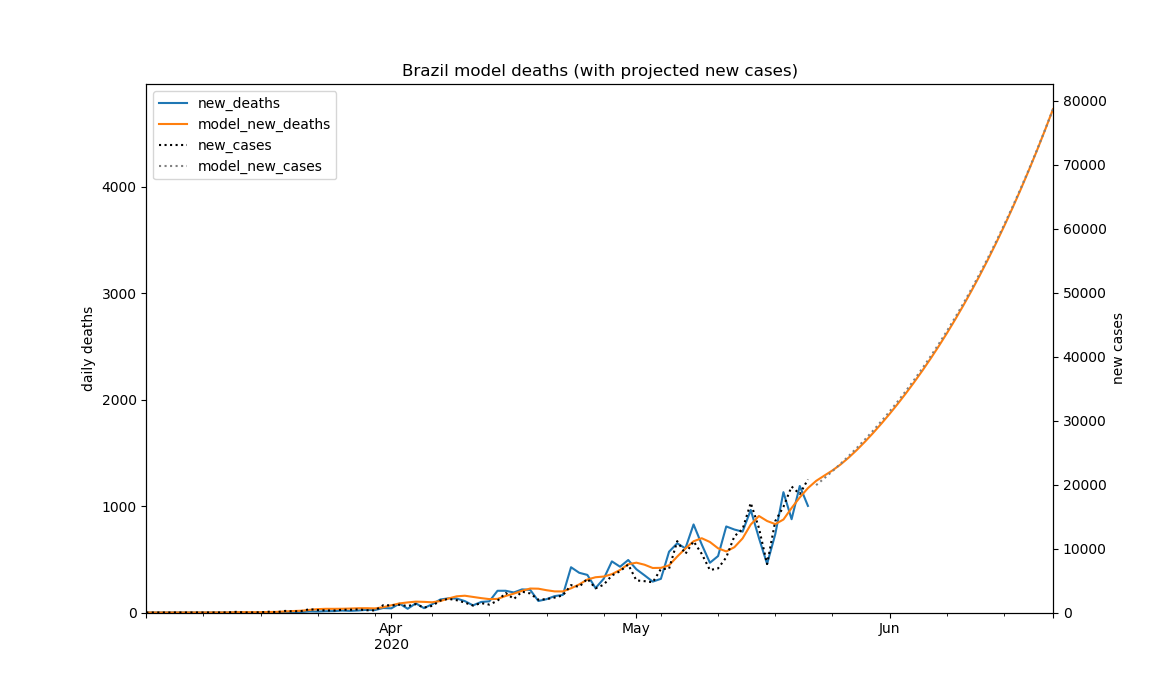 Brazil model deaths (with projected new cases)
new_deaths
model_new_deaths
new_cases
model_new_cases
daily deaths
4000
3000
2000
1000
0
80000
70000
60000
50000
40000
30000
20000
10000
0
new cases
Apr
2020
May
Jun